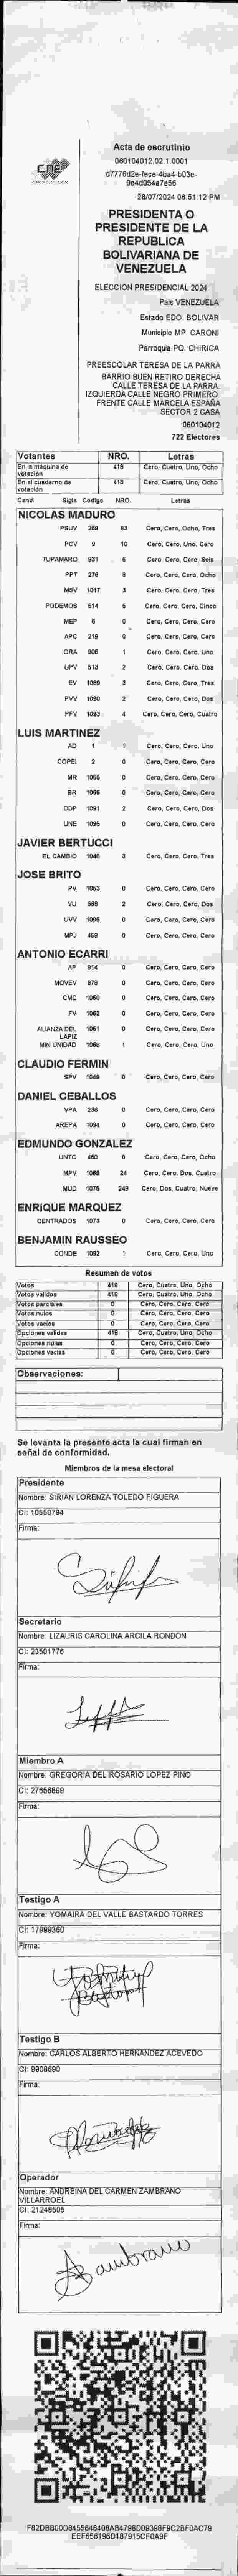 CNE
Acta de escrutinio
060104012.02.1.0001
d7776d2e-fece-4ba4-b03e-
9e4d954a7e56
28/07/2024 06:51:12 PM
PRESIDENTA O
PRESIDENTE DE LA
REPUBLICA
BOLIVARIANA DE
VENEZUELA
ELECCION PRESIDENCIAL 2024
Pais VENEZUELA
Estado EDO. BOLIVAR
Municipio MP. CARONI
Parroquia PQ. CHIRICA
PREESCOLAR TERESA DE LA PARRA
BARRIO BUEN RETIRO DERECHA
CALLE TERESA DE LA PARRA.
IZQUIERDA CALLE NEGRO PRIMERO.
FRENTE CALLE MARCELA ESPAÑA
SECTOR 2 CASA
060104012
722 Electores
Votantes NRO. Letras
En la máquina de votación 418 Cero, Cuatro, Uno, Ocho
En el cuaderno de votación 418 Cero, Cuatro, Uno, Ocho
Cand. Sigla Codigo NRO. Letras
NICOLAS MADURO
PSUV 269 83 Cero, Cero, Ocho, Tres
PCV 9 10 Cero, Cero, Uno, Cero
TUPAMARO 931 6 Cero, Cero, Cero, Seis
PPT 276 8 Cero, Cero, Cero, Ocho
MSV 1017 3 Cero, Cero, Cero, Tres
PODEMOS 514 5 Cero, Cero, Cero, Cinco
MEP 6 0 Cero, Cero, Cero, Cero
APC 219 0 Cero, Cero, Cero, Cero
ORA 906 1 Cero, Cero, Cero, Uno
UPV 513 2 Cero, Cero, Cero, Dos
EV 1089 3 Cero, Cero, Cero, Tres
PVV 1090 2 Cero, Cero, Cero, Dos
PFV 1093 4 Cero, Cero, Cero, Cuatro
LUIS MARTINEZ
AD 1 1 Cero, Cero, Cero, Uno
COPEI 2 0 Cero, Cero, Cero, Cero
MR 1065 0 Cero, Cero, Cero, Cero
BR 1066 0 Cero, Cero, Cero, Cero
DDP 1091 2 Cero, Cero, Cero, Dos
UNE 1095 0 Cero, Cero, Cero, Cero
JAVIER BERTUCCI
EL CAMBIO 1048 3 Cero, Cero, Cero, Tres
JOSE BRITO
PV 1053 0 Cero, Cero, Cero, Cero
VU 989 2 Cero, Cero, Cero, Dos
UVV 1096 0 Cero, Cero, Cero, Cero
MPJ 459 0 Cero, Cero, Cero, Cero
ANTONIO ECARRI
AP 914 0 Cero, Cero, Cero, Cero
MOVEV 978 0 Cero, Cero, Cero, Cero
CMC 1050 0 Cero, Cero, Cero, Cero
FV 1062 0 Cero, Cero, Cero, Cero
ALIANZA DEL LAPIZ 1051 0 Cero, Cero, Cero, Cero
MIN UNIDAD 1069 1 Cero, Cero, Cero, Uno
CLAUDIO FERMIN
SPV 1049 0 Cero, Cero, Cero, Cero
DANIEL CEBALLOS
VPA 236 0 Cero, Cero, Cero, Cero
AREPA 1094 0 Cero, Cero, Cero, Cero
EDMUNDO GONZALEZ
UNTC 460 8 Cero, Cero, Cero, Ocho
MPV 1068 24 Cero, Cero, Dos, Cuatro
MUD 1075 249 Cero, Dos, Cuatro, Nueve
ENRIQUE MARQUEZ
CENTRADOS 1073 0 Cero, Cero, Cero, Cero
BENJAMIN RAUSSEO
CONDE 1092 1 Cero, Cero, Cero, Uno
Resumen de votos
Votos 418 Cero, Cuatro, Uno, Ocho
Votos validos 418 Cero, Cuatro, Uno, Ocho
Votos parciales 0 Cero, Cero, Cero, Cero
Votos nulos 0 Cero, Cero, Cero, Cero
Votos vacios 0 Cero, Cero, Cero, Cero
Opciones validas 418 Cero, Cuatro, Uno, Ocho
Opciones nulas 0 Cero, Cero, Cero, Cero
Opciones vacias 0 Cero, Cero, Cero, Cero
Observaciones:
Se levanta la presente acta la cual firman en
señal de conformidad.
Miembros de la mesa electoral
Presidente
Nombre: SIRIAN LORENZA TOLEDO FIGUERA
CI: 10550794
Firma:
Secretario
Nombre: LIZAURIS CAROLINA ARCILA RONDON
CI: 23501776
Firma:
Miembro A
Nombre: GREGORIA DEL ROSARIO LOPEZ PINO
CI: 27656889
Firma:
Testigo A
Nombre: YOMAIRA DEL VALLE BASTARDO TORRES
CI: 17999360
Firma:
Testigo B
Nombre: CARLOS ALBERTO HERNANDEZ ACEVEDO
CI: 9908690
Firma:
Operador
Nombre: ANDREINA DEL CARMEN ZAMBRANO
VILLARROEL
CI: 21248505
Firma:
Zambrano
F82DBB00D8455646408AB4798D09398F9C2BF0AC79
EEF656196D187915CF0A9F